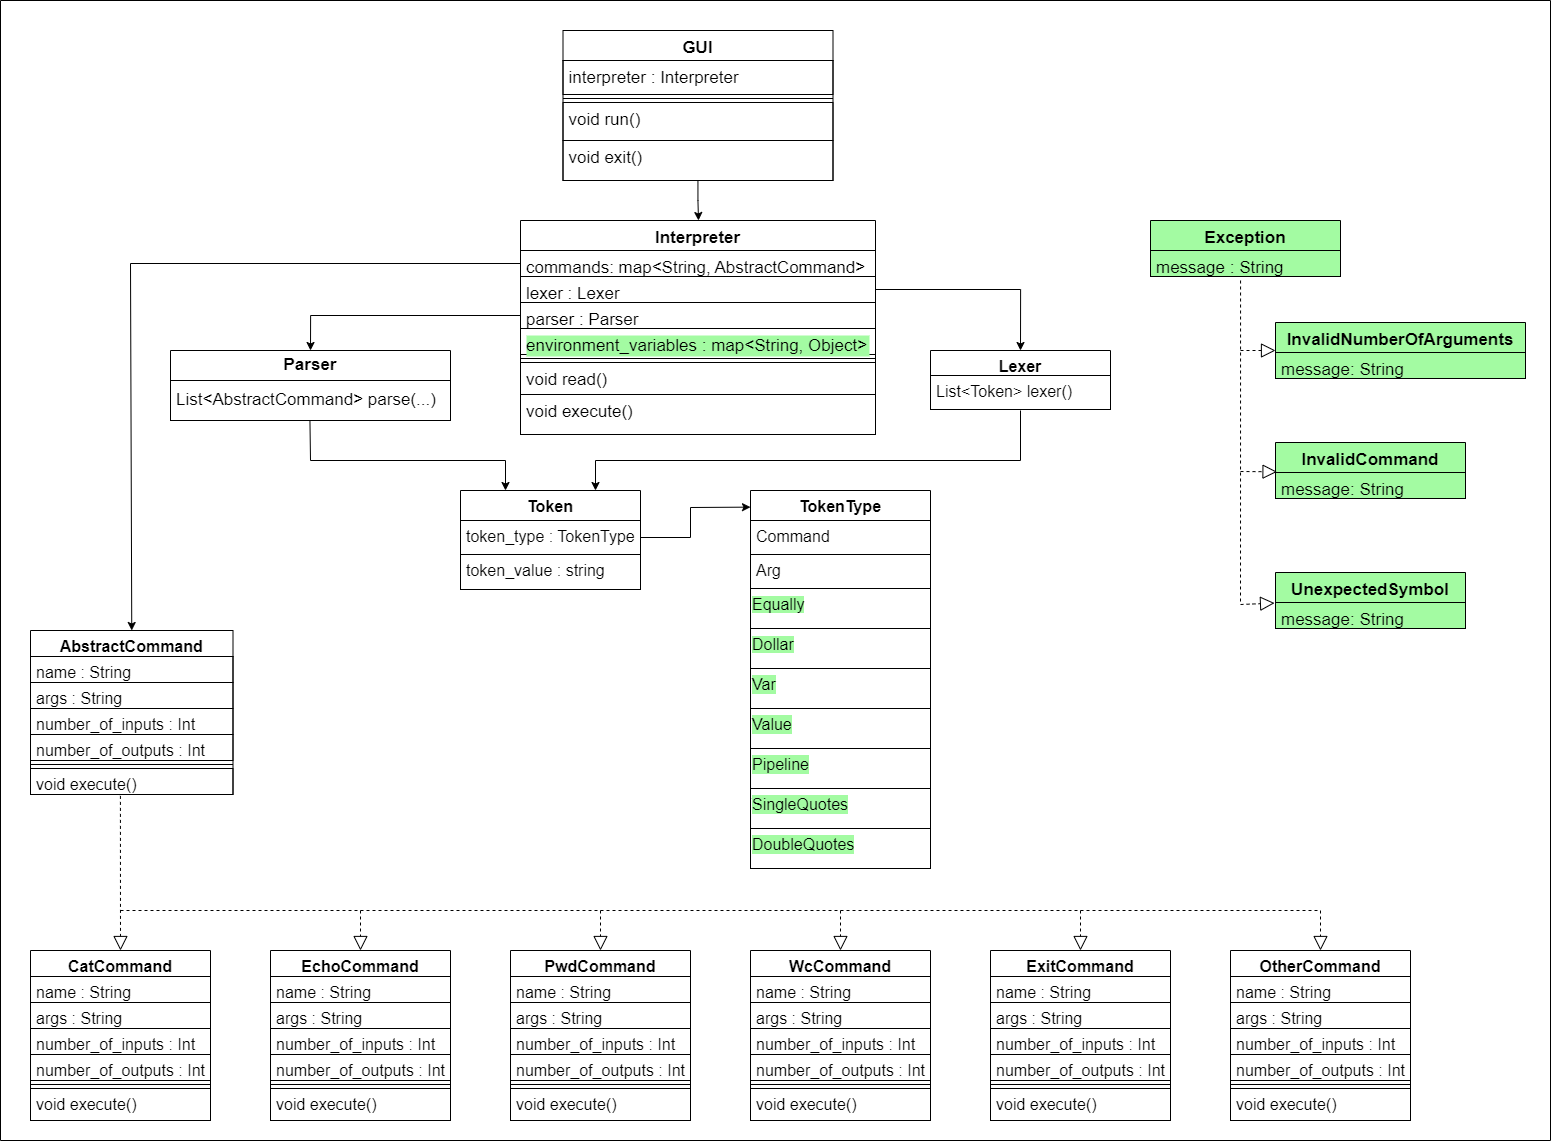 GUI
interpreter : Interpreter
void run()
void exit()
Interpreter
commands: map<String, AbstractCommand>
lexer : Lexer
parser : Parser
environment_variables : map<String, Object>
void read()
void execute()
Exception
message : String
InvalidNumberOfArguments
message: String
InvalidCommand
message: String
UnexpectedSymbol
message: String
Parser
List<AbstractCommand> parse(...)
Lexer
List<Token> lexer()
Token
token_type : TokenType
token_value : string
TokenType
Command
Arg
Equally
Dollar
Var
Value
Pipeline
SingleQuotes
DoubleQuotes
AbstractCommand
name : String
args : String
number_of_inputs : Int
number_of_outputs : Int
void execute()
CatCommand
name : String
args : String
number_of_inputs : Int
number_of_outputs : Int
void execute()
EchoCommand
name : String
args : String
number_of_inputs : Int
number_of_outputs : Int
void execute()
PwdCommand
name : String
args : String
number_of_inputs : Int
number_of_outputs : Int
void execute()
WcCommand
name : String
args : String
number_of_inputs : Int
number_of_outputs : Int
void execute()
ExitCommand
name : String
args : String
number_of_inputs : Int
number_of_outputs : Int
void execute()
OtherCommand
name : String
args : String
number_of_inputs : Int
number_of_outputs : Int
void execute()